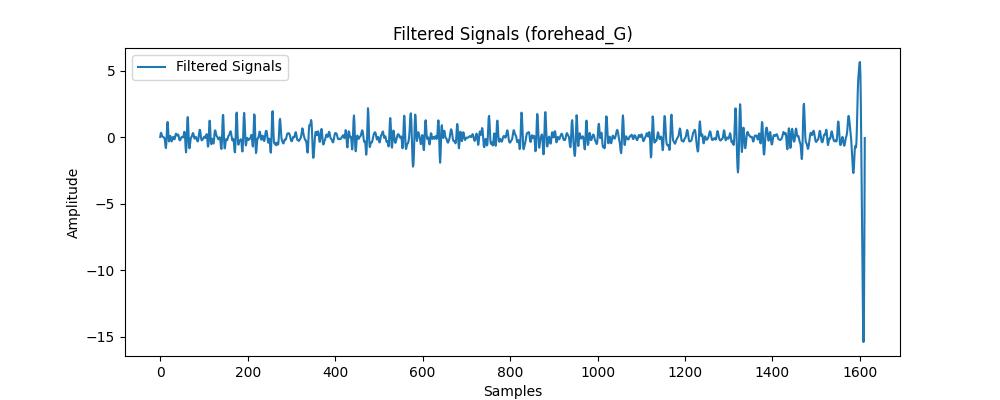 Filtered Signals (forehead_G)
Filtered Signals
5
0
−5
−10
−15
Amplitude
0 200 400 600 800 1000 1200 1400 1600
Samples